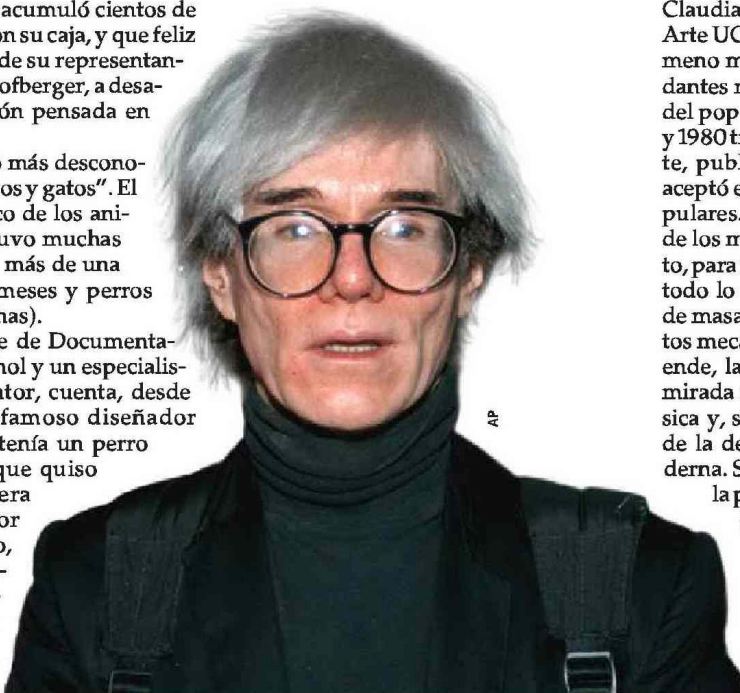 acumuló cientos de
on su caja, y que feliz
de su representan-
ofberger, a desa-
ón pensada en
más descono-
os y gatos”. El
co de los ani-
uvo muchas
más de una
meses y perros
nas).
e de Documenta-
hol y un especialis-
ator, cuenta, desde
famoso diseñador
tenía un perro
que quiso
era
or
o,
-
AP
Claudia
Arte UC
meno m
dantes r
del pop
y 1980 t
te, publ
aceptó e
pulares.
de los m
to, para
todo lo
de masa
tos meca
ende, la
mirada
sica y, s
de la de
derna. S
la p